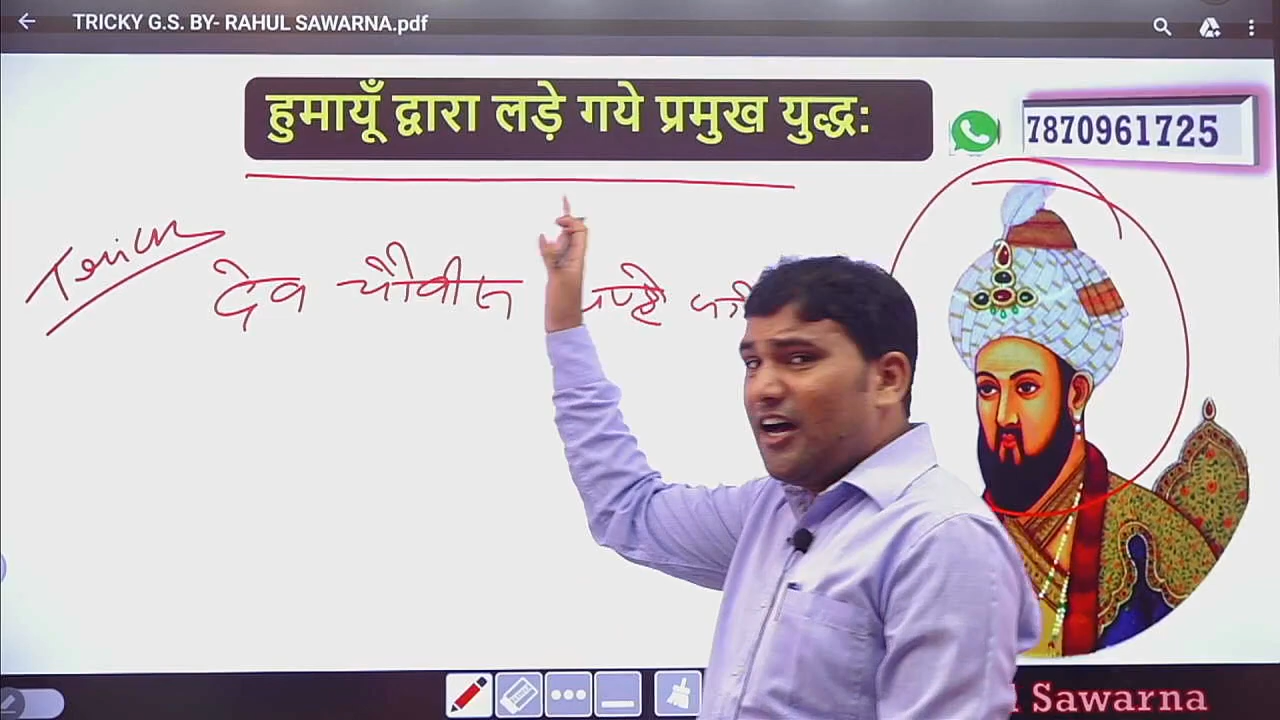 TRICKY G.S. BY- RAHUL SAWARNA.pdf
हुमायूँ द्वारा लड़े गये प्रमुख युद्ध:
7870961725
Trick
देव चौवीस
Sawarna